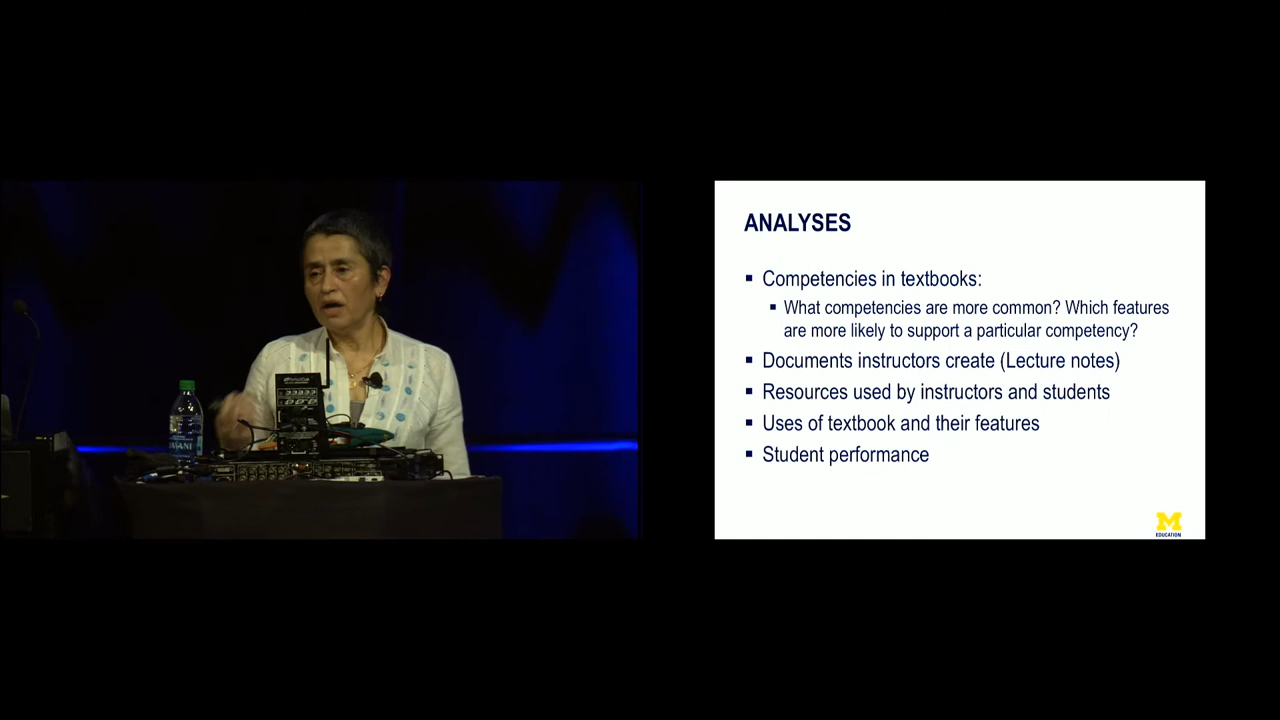 ANALYSES
▪ Competencies in textbooks:
▪ What competencies are more common? Which features
are more likely to support a particular competency?
▪ Documents instructors create (Lecture notes)
▪ Resources used by instructors and students
▪ Uses of textbook and their features
▪ Student performance
M
EDUCATION